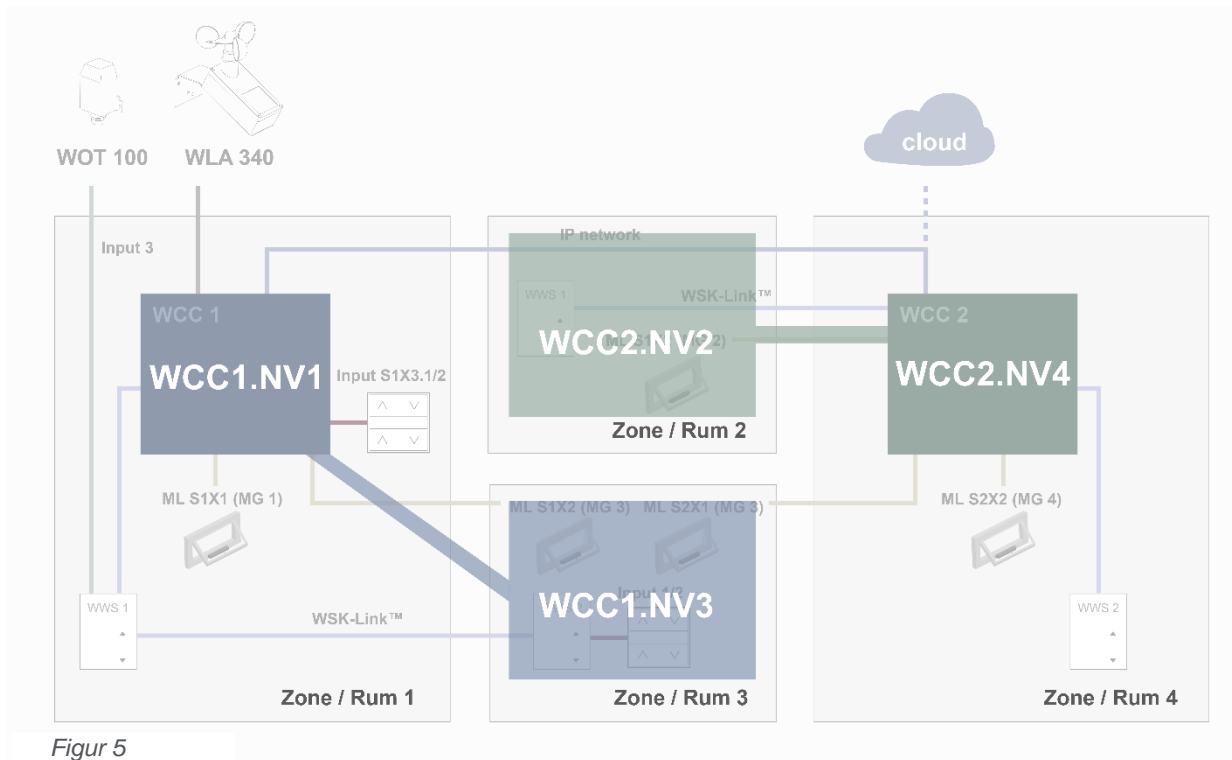 cloud
WOT 100
WLA 340
Input 3
IP network
WCC 1
WWS 1
WSK-Link™
WCC 2
WCC1.NV1
WCC2.NV2
WCC2.NV4
Input S1X3.1/2
Zone / Rum 2
ML S1X1 (MG 1)
ML S1X2 (MG 3)
ML S2X1 (MG 3)
ML S2X2 (MG 4)
WWS 1
WSK-Link™
Input 1/2
WCC1.NV3
WWS 2
Zone / Rum 1
Zone / Rum 3
Zone / Rum 4
Figur 5